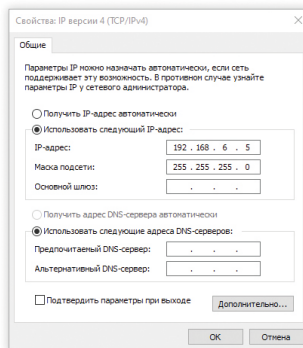 Свойства: IP версии 4 (TCP/IPv4)
Общие
Параметры IP можно назначать автоматически, если сеть
поддерживает эту возможность. В противном случае узнайте
параметры IP у сетевого администратора.
Получить IP-адрес автоматически
Использовать следующий IP-адрес:
IP-адрес: 192 . 168 . 6 . 5
Маска подсети: 255 . 255 . 255 . 0
Основной шлюз: . . .
Получить адрес DNS-сервера автоматически
Использовать следующие адреса DNS-серверов:
Предпочитаемый DNS-сервер: . . .
Альтернативный DNS-сервер: . . .
Подтвердить параметры при выходе
Дополнительно...
OK Отмена